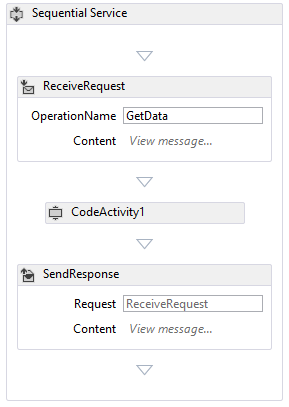 Sequential Service
ReceiveRequest
OperationName GetData
Content View message...
CodeActivity1
SendResponse
Request ReceiveRequest
Content View message...